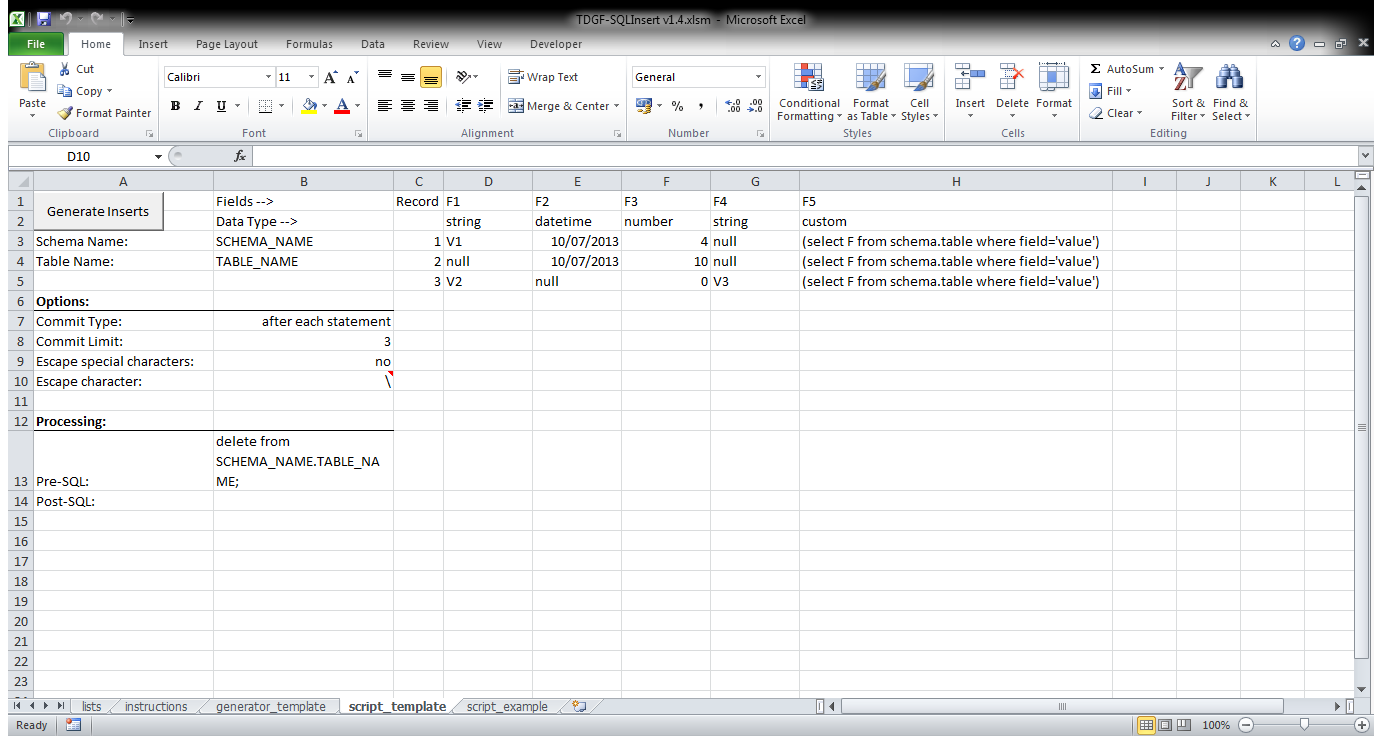 TDGF-SQLInsert v1.4.xlsm - Microsoft Excel
File Home Insert Page Layout Formulas Data Review View Developer
Paste Cut Copy Format Painter
Calibri 11
B I U
Wrap Text
Merge & Center
General
% ,
Conditional Formatting Format as Table Cell Styles
Insert Delete Format
AutoSum Fill Clear
Sort & Filter Find & Select
Clipboard Font Alignment Number Styles Cells Editing
D10 fx
A B C D E F G H I J K L
1 Generate Inserts Fields --> Record F1 F2 F3 F4 F5
2 Data Type --> string datetime number string custom
3 Schema Name: SCHEMA_NAME 1 V1 10/07/2013 4 null (select F from schema.table where field='value')
4 Table Name: TABLE_NAME 2 null 10/07/2013 10 null (select F from schema.table where field='value')
5 3 V2 null 0 V3 (select F from schema.table where field='value')
6 Options:
7 Commit Type: after each statement
8 Commit Limit: 3
9 Escape special characters: no
10 Escape character: \
11
12 Processing:
delete from
SCHEMA_NAME.TABLE_NA
13 Pre-SQL: ME;
14 Post-SQL:
15
16
17
18
19
20
21
22
23
lists instructions generator_template script_template script_example
Ready 100%